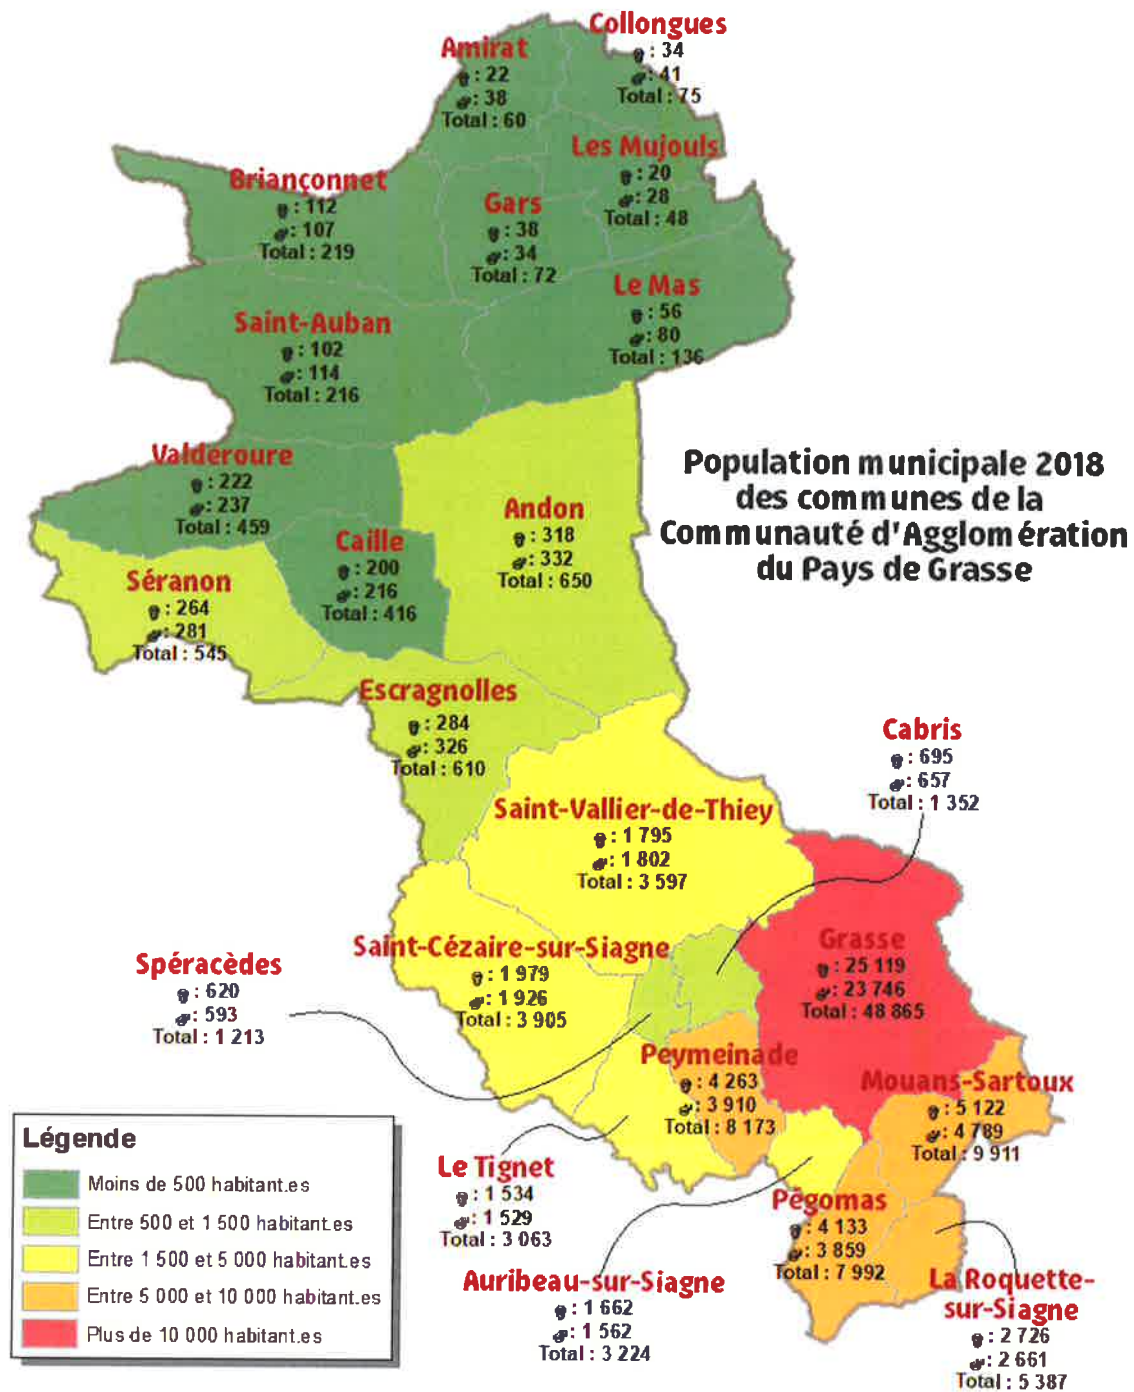 Collongues
: 34
: 41
Total : 75
Amirat
: 22
: 38
Total : 60
Les Mujouls
: 20
: 28
Total : 48
Briançonnet
: 112
: 107
Total : 219
Gars
: 38
: 34
Total : 72
Le Mas
: 56
: 80
Total : 136
Saint-Auban
: 102
: 114
Total : 216
Valderoure
: 222
: 237
Total : 459
Population municipale 2018
des communes de la
Communauté d'Agglomération
du Pays de Grasse
Andon
: 318
: 332
Total : 650
Caille
: 200
: 216
Total : 416
Séranon
: 264
: 281
Total : 545
Escragnolles
: 284
: 326
Total : 610
Cabris
: 695
: 657
Total : 1 352
Saint-Vallier-de-Thiey
: 1 795
: 1 802
Total : 3 597
Grasse
: 25 119
: 23 746
Total : 48 865
Saint-Cézaire-sur-Siagne
: 1 979
: 1 926
Total : 3 905
Spéracèdes
: 620
: 593
Total : 1 213
Peymeinade
: 4 263
: 3 910
Total : 8 173
Mouans-Sartoux
: 5 122
: 4 789
Total : 9 911
Le Tignet
: 1 534
: 1 529
Total : 3 063
Pégomas
: 4 133
: 3 859
Total : 7 992
Auribeau-sur-Siagne
: 1 662
: 1 562
Total : 3 224
La Roquette-
sur-Siagne
: 2 726
: 2 661
Total : 5 387
Légende
Moins de 500 habitant.es
Entre 500 et 1 500 habitant.es
Entre 1 500 et 5 000 habitant.es
Entre 5 000 et 10 000 habitant.es
Plus de 10 000 habitant.es